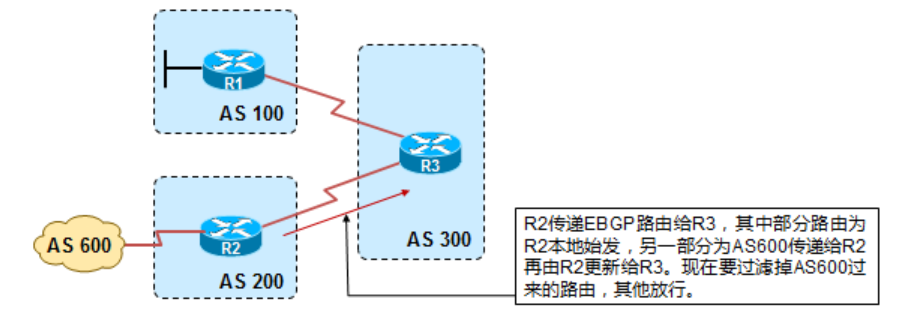 R1
AS 100
R3
AS 300
AS 600
R2
AS 200
R2传递EBGP路由给R3，其中部分路由为
R2本地始发，另一部分为AS600传递给R2
再由R2更新给R3。现在要过滤掉AS600过
来的路由，其他放行。